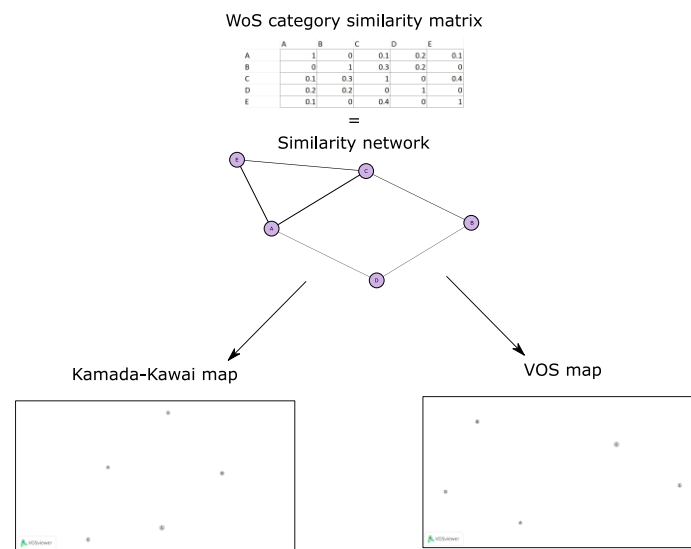 WoS category similarity matrix
A B C D E
A 1 0 0.1 0.2 0.1
B 0 1 0.3 0.2 0
C 0.1 0.3 1 0 0.4
D 0.2 0.2 0 1 0
E 0.1 0 0.4 0 1
=
Similarity network
E
C
A
B
D
Kamada-Kawai map
VOS map
VOSviewer
VOSviewer